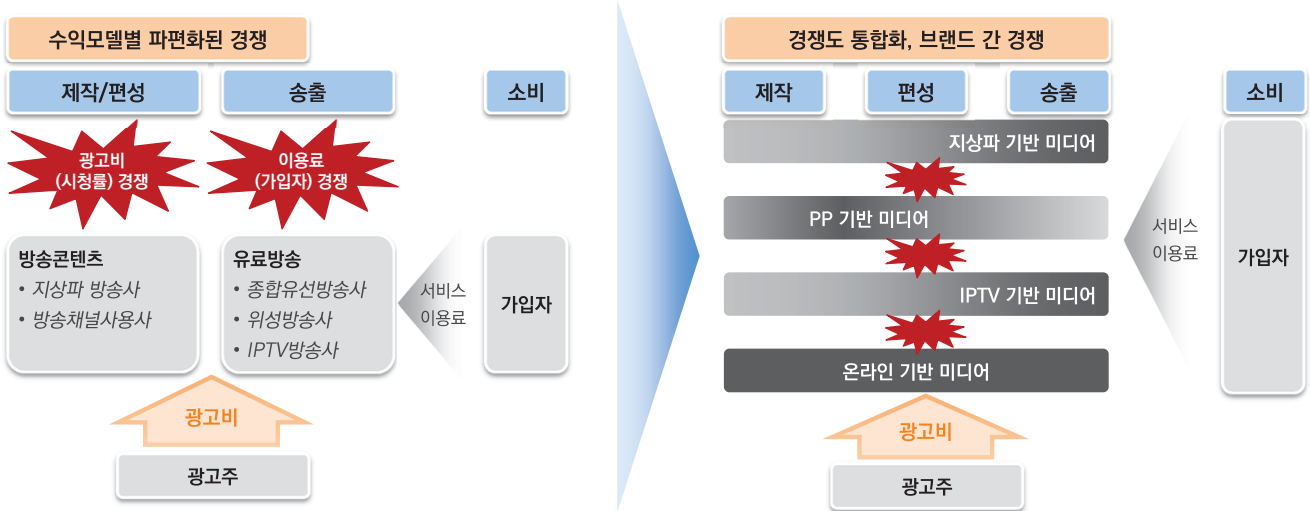 수익모델별 파편화된 경쟁
제작/편성
송출
소비
광고비
(시청률) 경쟁
이용료
(가입자) 경쟁
방송콘텐츠
• 지상파 방송사
• 방송채널사용사
유료방송
• 종합유선방송사
• 위성방송사
• IPTV방송사
서비스
이용료
가입자
광고비
광고주
경쟁도 통합화, 브랜드 간 경쟁
제작
편성
송출
소비
지상파 기반 미디어
PP 기반 미디어
IPTV 기반 미디어
온라인 기반 미디어
서비스
이용료
가입자
광고비
광고주